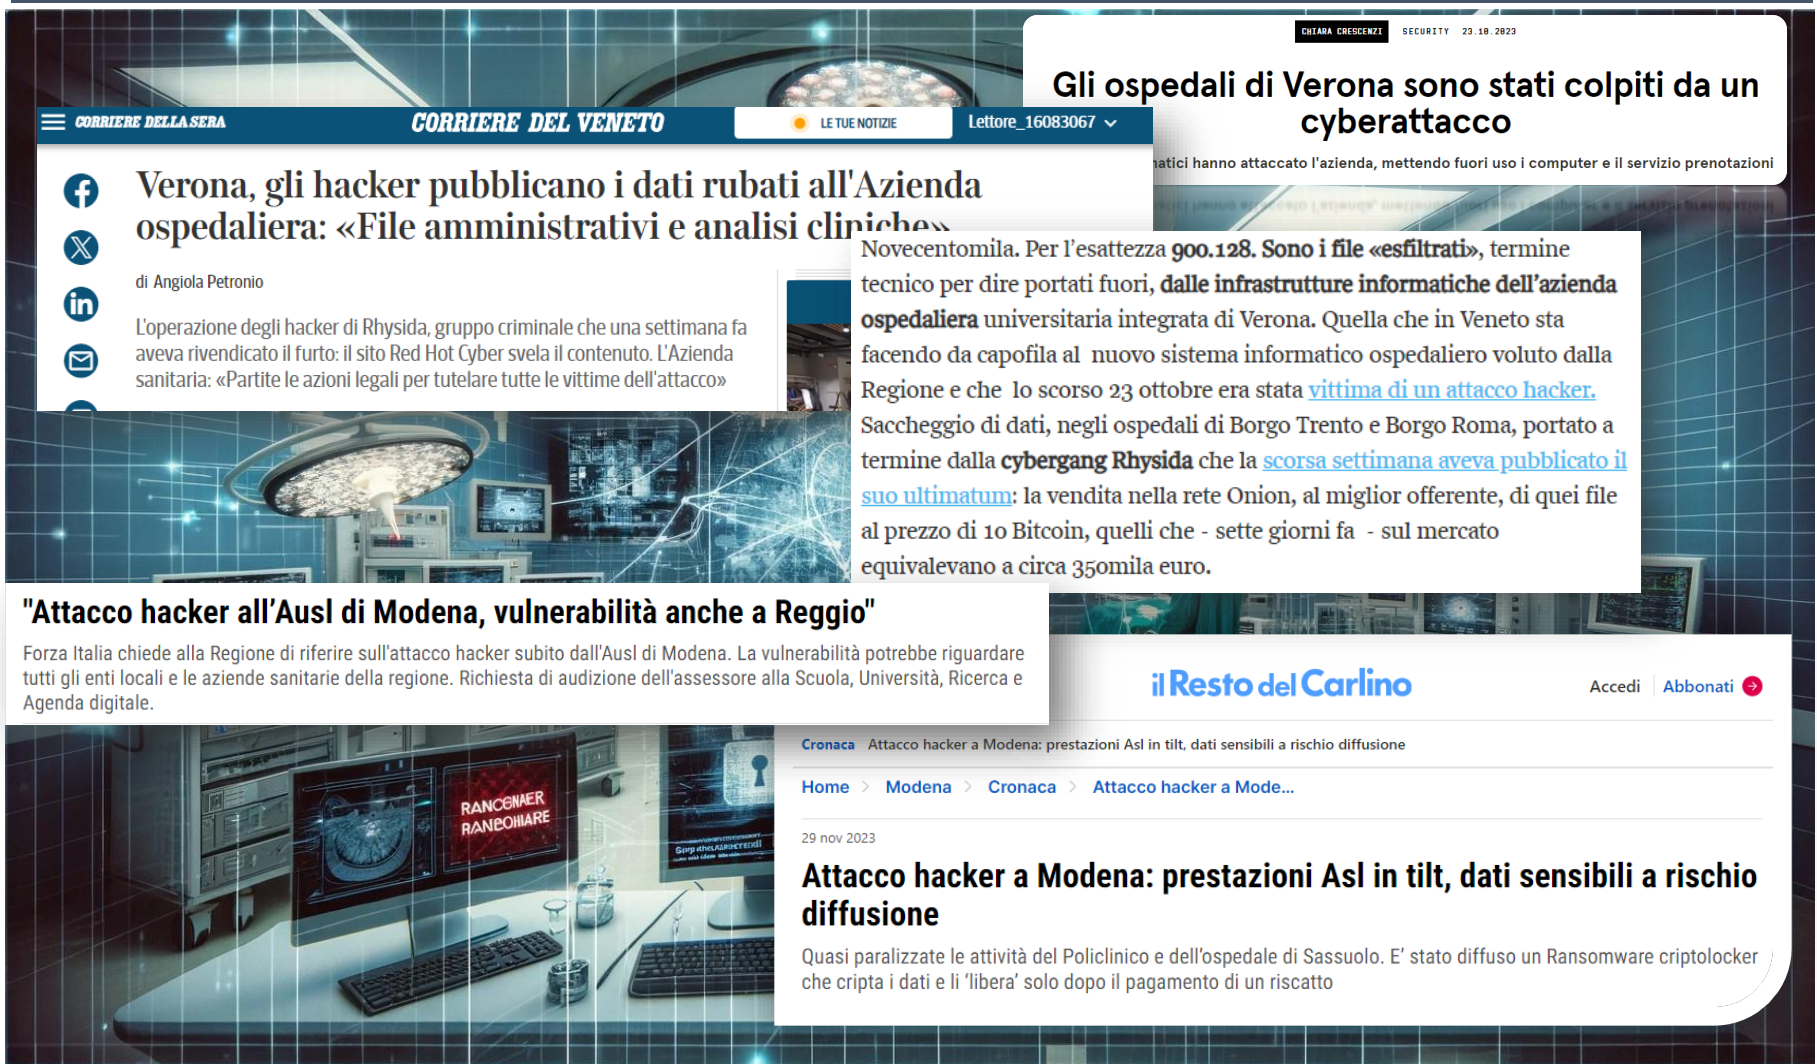 CHIARA CRESCENZI SECURITY 23.10.2023
Gli ospedali di Verona sono stati colpiti da un
cyberattacco
hanno attaccato l'azienda, mettendo fuori uso i computer e il servizio prenotazioni
CORRIERE DELLA SERA
CORRIERE DEL VENETO
LE TUE NOTIZIE
Lettore_16083067
Verona, gli hacker pubblicano i dati rubati all'Azienda
ospedaliera: «File amministrativi e analisi cliniche»
di Angiola Petronio
L'operazione degli hacker di Rhysida, gruppo criminale che una settimana fa
aveva rivendicato il furto: il sito Red Hot Cyber svela il contenuto. L'Azienda
sanitaria: «Partite le azioni legali per tutelare tutte le vittime dell'attacco»
Novecentomila. Per l'esattezza 900.128. Sono i file «esfiltrati», termine
tecnico per dire portati fuori, dalle infrastrutture informatiche dell'azienda
ospedaliera universitaria integrata di Verona. Quella che in Veneto sta
facendo da capofila al nuovo sistema informatico ospedaliero voluto dalla
Regione e che lo scorso 23 ottobre era stata vittima di un attacco hacker.
Saccheggio di dati, negli ospedali di Borgo Trento e Borgo Roma, portato a
termine dalla cybergang Rhysida che la scorsa settimana aveva pubblicato il
suo ultimatum: la vendita nella rete Onion, al miglior offerente, di quei file
al prezzo di 10 Bitcoin, quelli che - sette giorni fa - sul mercato
equivalevano a circa 350mila euro.
"Attacco hacker all'Ausl di Modena, vulnerabilità anche a Reggio"
Forza Italia chiede alla Regione di riferire sull'attacco hacker subito dall'Ausl di Modena. La vulnerabilità potrebbe riguardare
tutti gli enti locali e le aziende sanitarie della regione. Richiesta di audizione dell'assessore alla Scuola, Università, Ricerca e
Agenda digitale.
il Resto del Carlino
Accedi
Abbonati
Cronaca Attacco hacker a Modena: prestazioni Asl in tilt, dati sensibili a rischio diffusione
Home > Modena > Cronaca > Attacco hacker a Mode...
29 nov 2023
Attacco hacker a Modena: prestazioni Asl in tilt, dati sensibili a rischio
diffusione
Quasi paralizzate le attività del Policlinico e dell'ospedale di Sassuolo. E' stato diffuso un Ransomware criptolocker
che cripta i dati e li 'libera' solo dopo il pagamento di un riscatto
RANCGNAER
RANBOHIARE